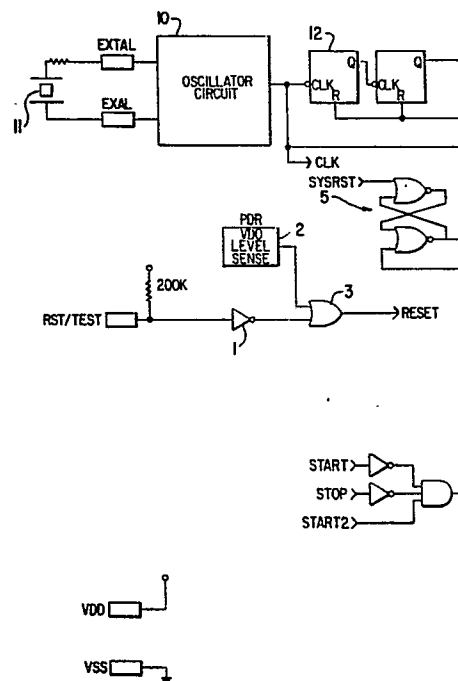 10
EXTAL
12
OSCILLATOR
CIRCUIT
Q
Q
CLK
CLK
R
R
EXAL
11
CLK
SYSRST
5
PDR
VDO
LEVEL
SENSE
2
200K
3
RST/TEST
RESET
1
START
STOP
START2
VDD
VSS